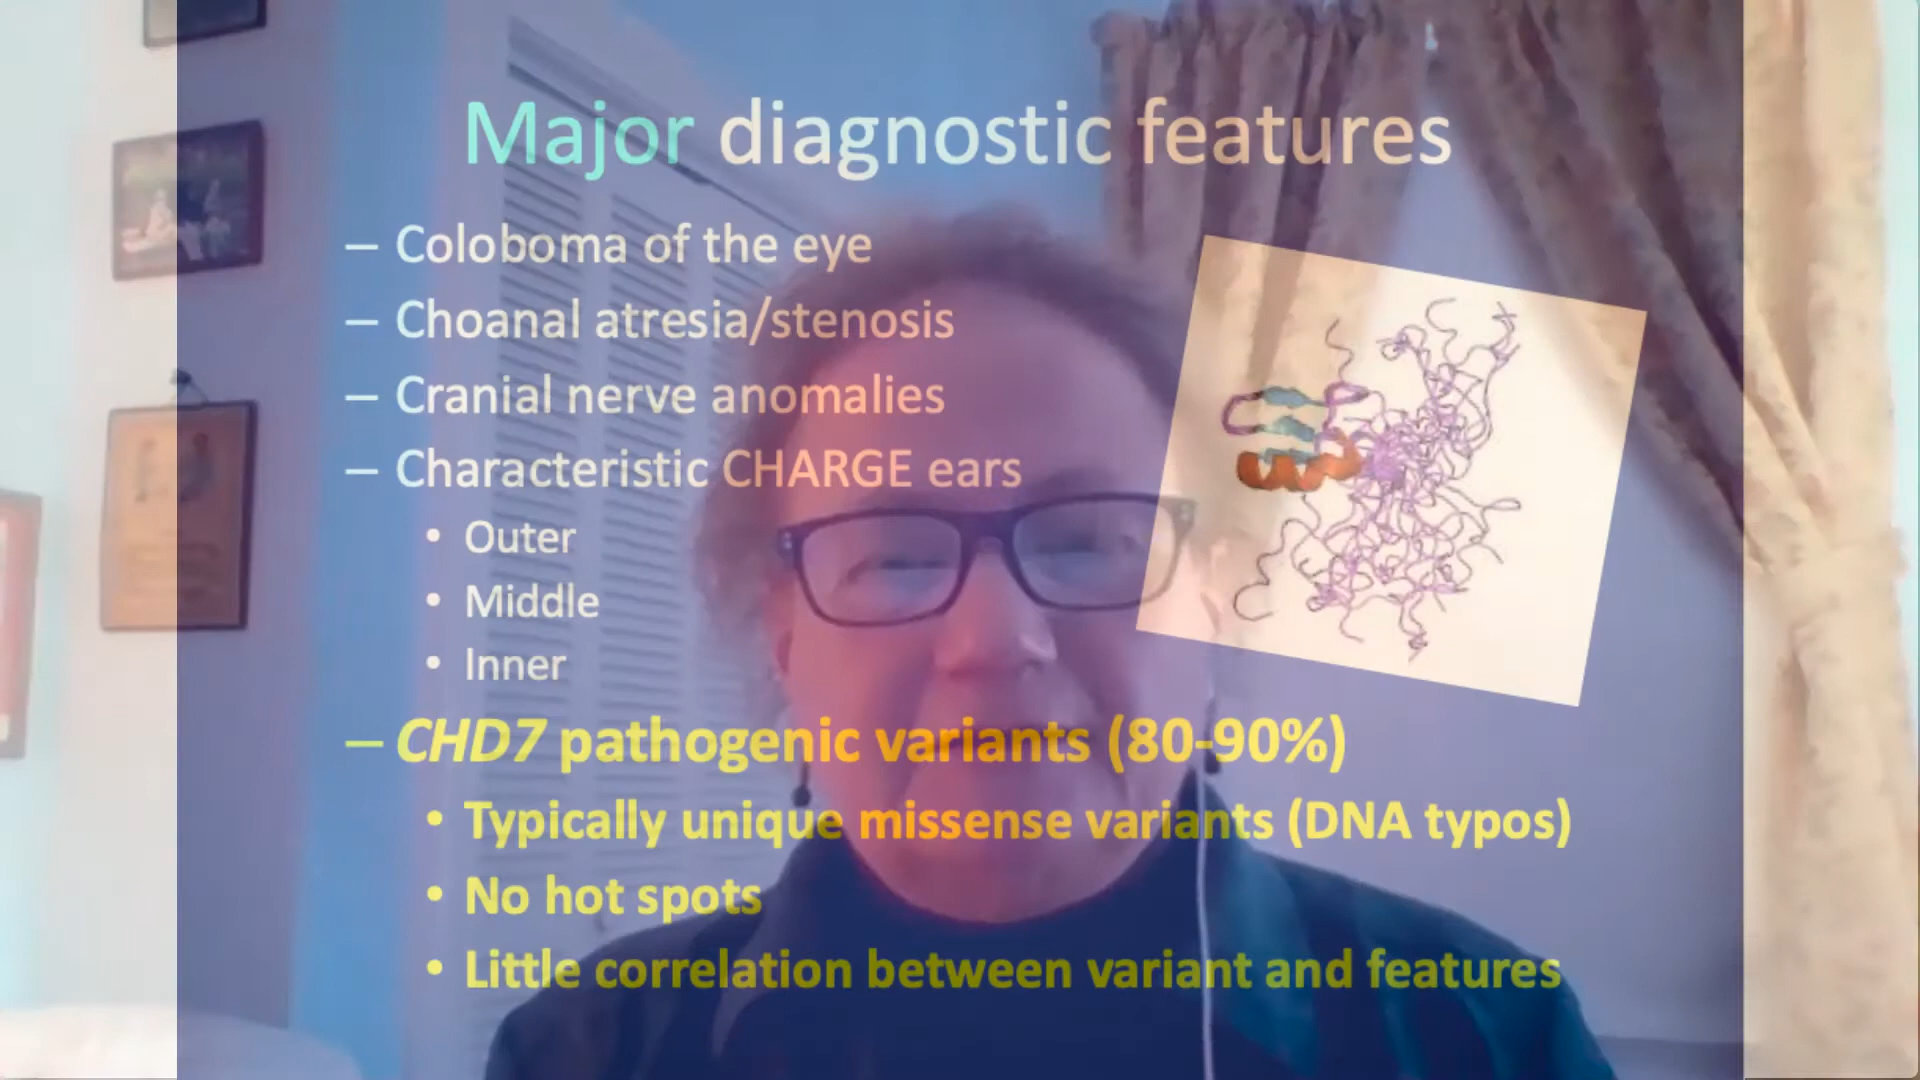 Major diagnostic features
– Coloboma of the eye
– Choanal atresia/stenosis
– Cranial nerve anomalies
– Characteristic CHARGE ears
• Outer
• Middle
• Inner
– CHD7 pathogenic variants (80-90%)
• Typically unique missense variants (DNA typos)
• No hot spots
• Little correlation between variant and features